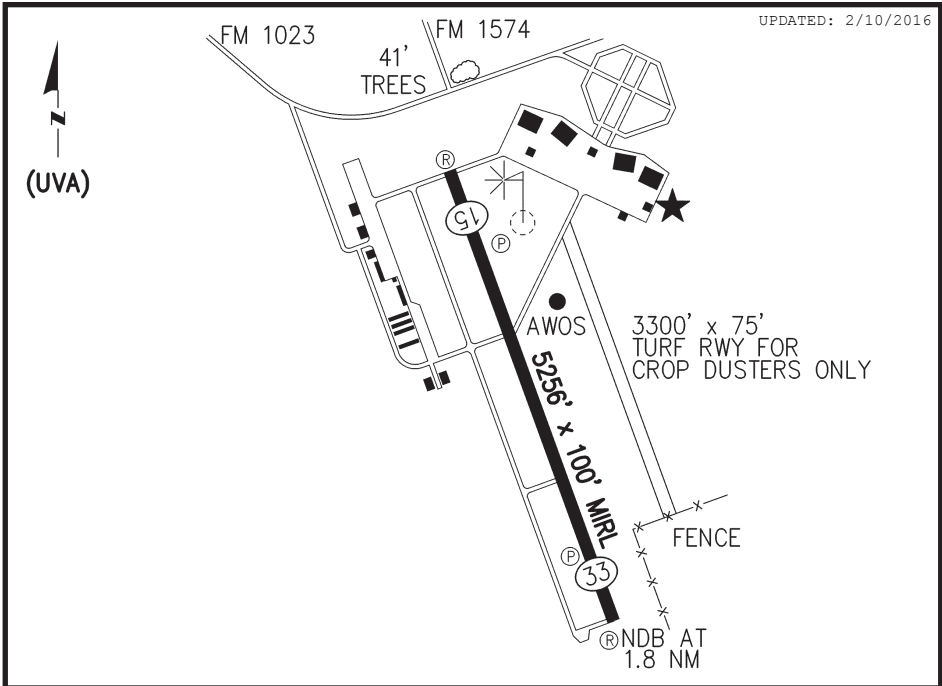 UPDATED: 2/10/2016
FM 1023
FM 1574
41'
TREES
N
(UVA)
R
15
P
AWOS
3300' x 75'
TURF RWY FOR
CROP DUSTERS ONLY
5256' x 100' MIRL
FENCE
P
33
R
NDB AT
1.8 NM